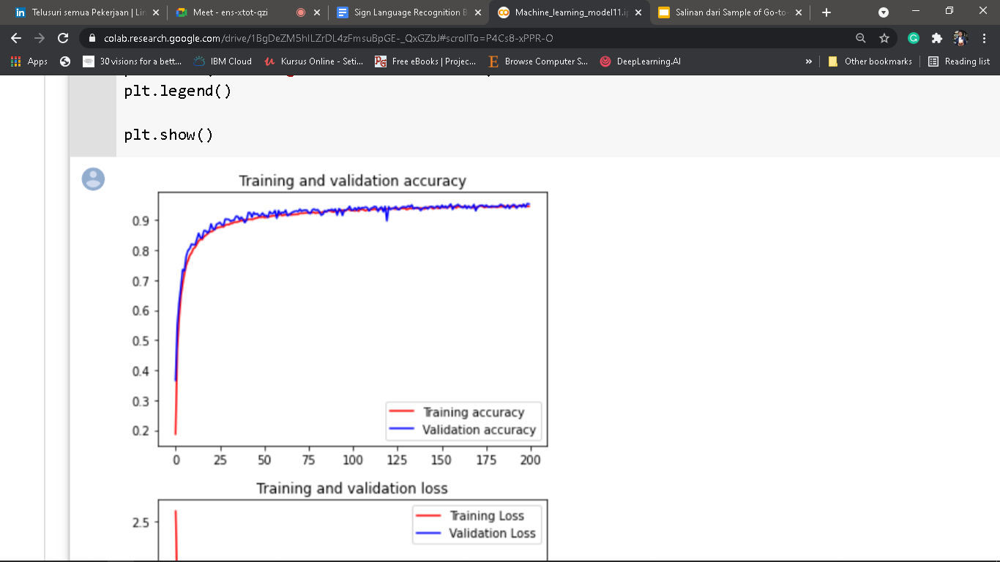 Telusuri semua Pekerjaan | Lin
Meet - ens-xtot-qzi
Sign Language Recognition B
Machine_learning_model11.ip
Salinan dari Sample of Go-to-
colab.research.google.com/drive/1BgDeZM5hILZrDL4zFmsuBpGE-_QxGZbJ#scrollTo=P4Cs8-xPPR-O
Apps
30 visions for a bett...
IBM Cloud
Kursus Online - Seti...
Free eBooks | Projec...
Browse Computer S...
DeepLearning.AI
»
Other bookmarks
Reading list
plt.legend()
plt.show()
Training and validation accuracy
0.9
0.8
0.7
0.6
0.5
0.4
0.3
0.2
Training accuracy
Validation accuracy
0 25 50 75 100 125 150 175 200
Training and validation loss
2.5
Training Loss
Validation Loss